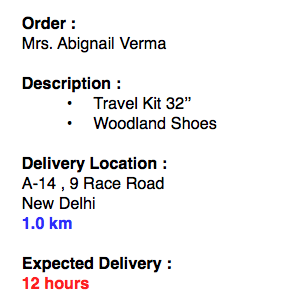 Order :
Mrs. Abignail Verma
Description :
• Travel Kit 32”
• Woodland Shoes
Delivery Location :
A-14 , 9 Race Road
New Delhi
1.0 km
Expected Delivery :
12 hours